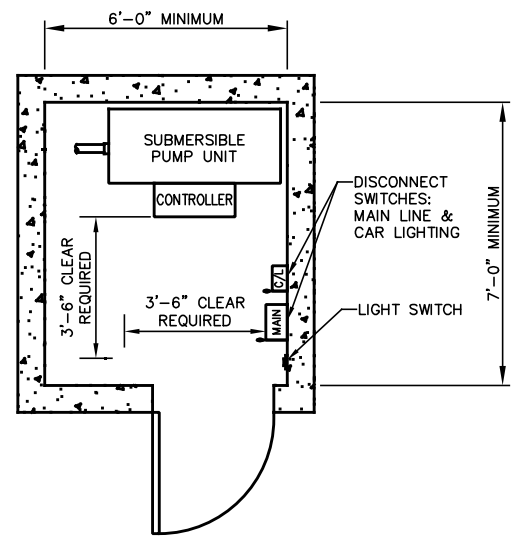 6'-0" MINIMUM
SUBMERSIBLE
PUMP UNIT
CONTROLLER
DISCONNECT
SWITCHES:
MAIN LINE &
CAR LIGHTING
7'-0" MINIMUM
3'-6" CLEAR
REQUIRED
3'-6" CLEAR
REQUIRED
C/L
MAIN
LIGHT SWITCH